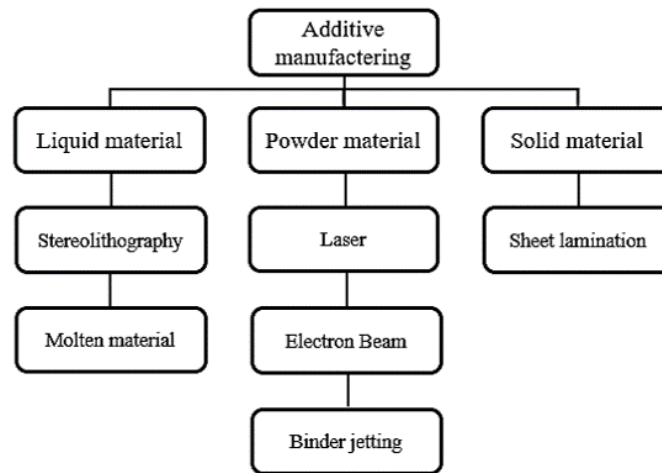 Additive
manufactering
Liquid material
Powder material
Solid material
Stereolithography
Laser
Sheet lamination
Molten material
Electron Beam
Binder jetting